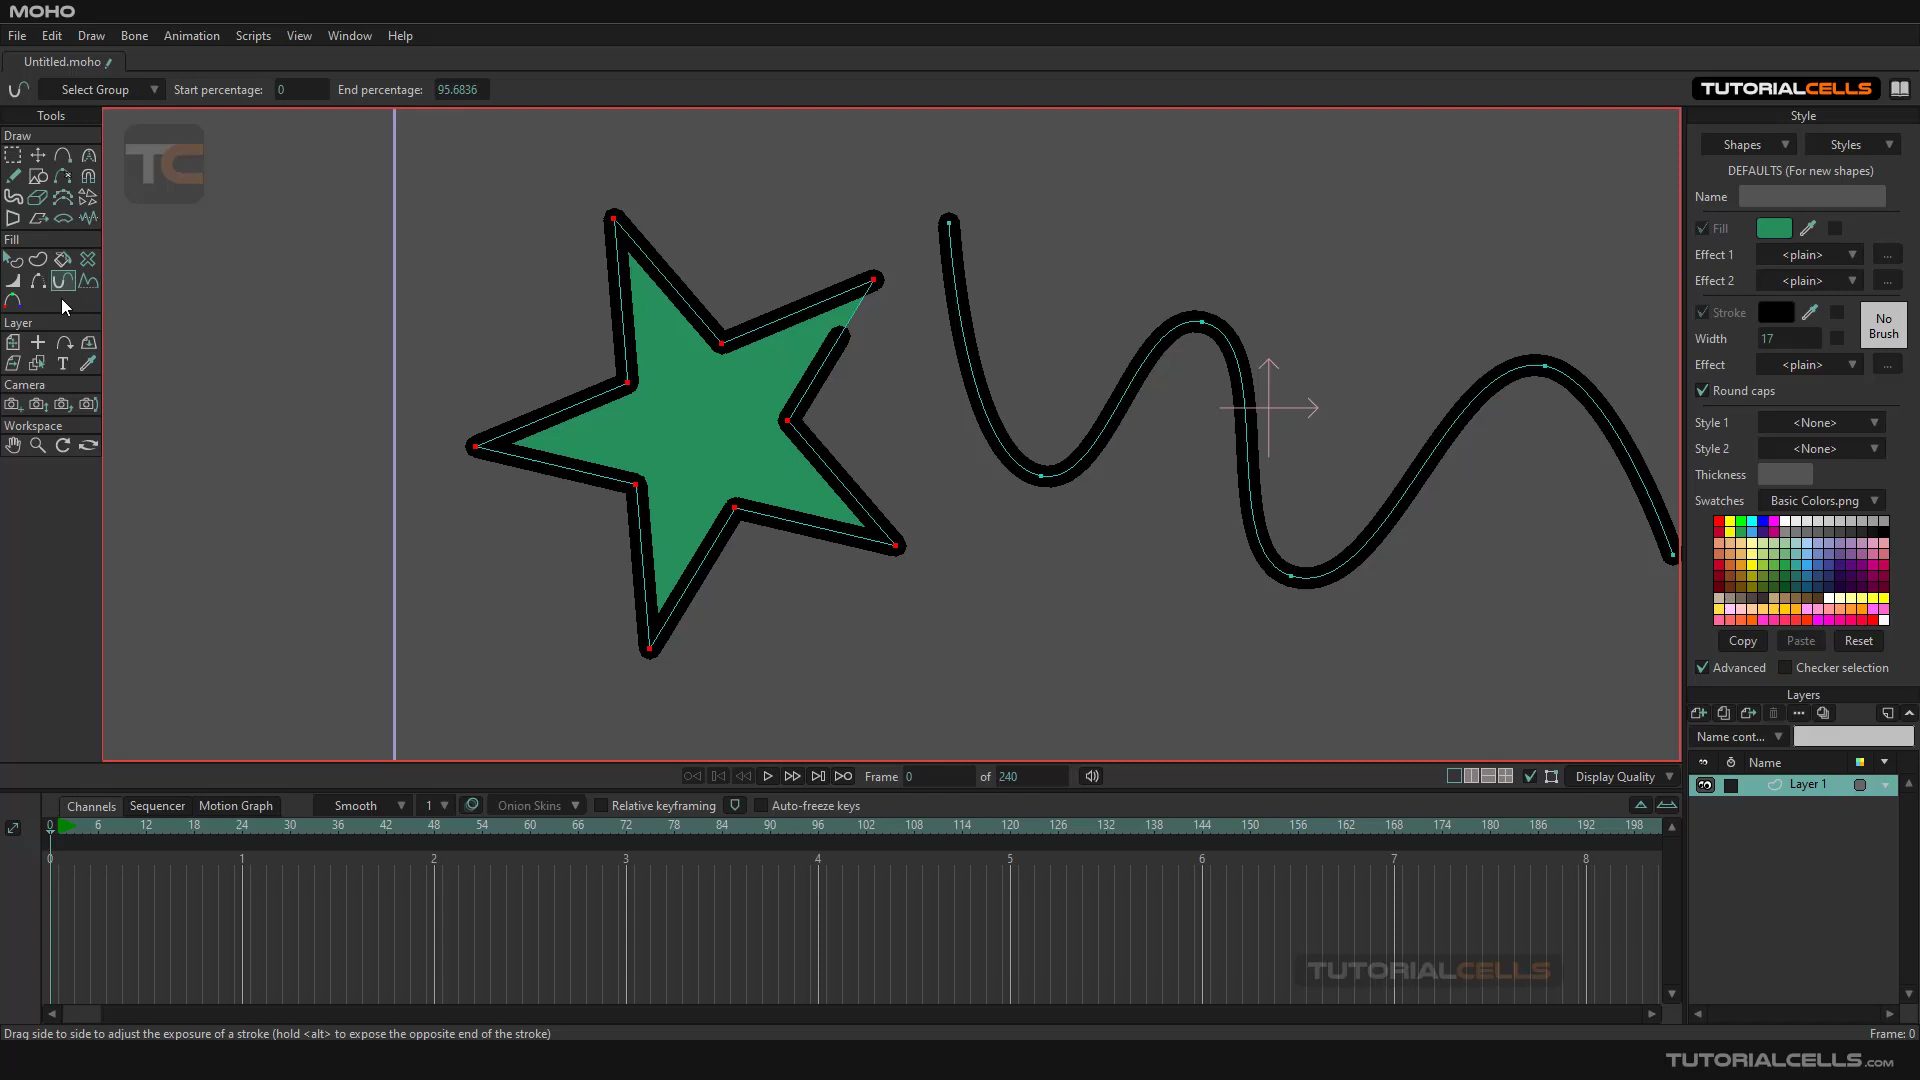 MOHO
File Edit Draw Bone Animation Scripts View Window Help
Untitled.moho
Select Group Start percentage: 0 End percentage: 95.6836
TUTORIALCELLS
Tools
Draw
Fill
Layer
Camera
Workspace
TC
Style
Shapes Styles
DEFAULTS (For new shapes)
Name
Fill
Effect 1 <plain> ...
Effect 2 <plain> ...
Stroke
No Brush
Width 17
Effect <plain> ...
Round caps
Style 1 <None>
Style 2 <None>
Thickness
Swatches Basic Colors.png
Copy Paste Reset
Advanced Checker selection
Layers
Name cont...
Name
Layer 1
Frame 0 of 240
Display Quality
Channels Sequencer Motion Graph Smooth 1 Onion Skins Relative keyframing Auto-freeze keys
0 6 12 18 24 30 36 42 48 54 60 66 72 78 84 90 96 102 108 114 120 126 132 138 144 150 156 162 168 174 180 186 192 198
0 1 2 3 4 5 6 7 8
TUTORIALCELLS
Drag side to side to adjust the exposure of a stroke (hold <alt> to expose the opposite end of the stroke)
Frame: 0
TUTORIALCELLS.COM